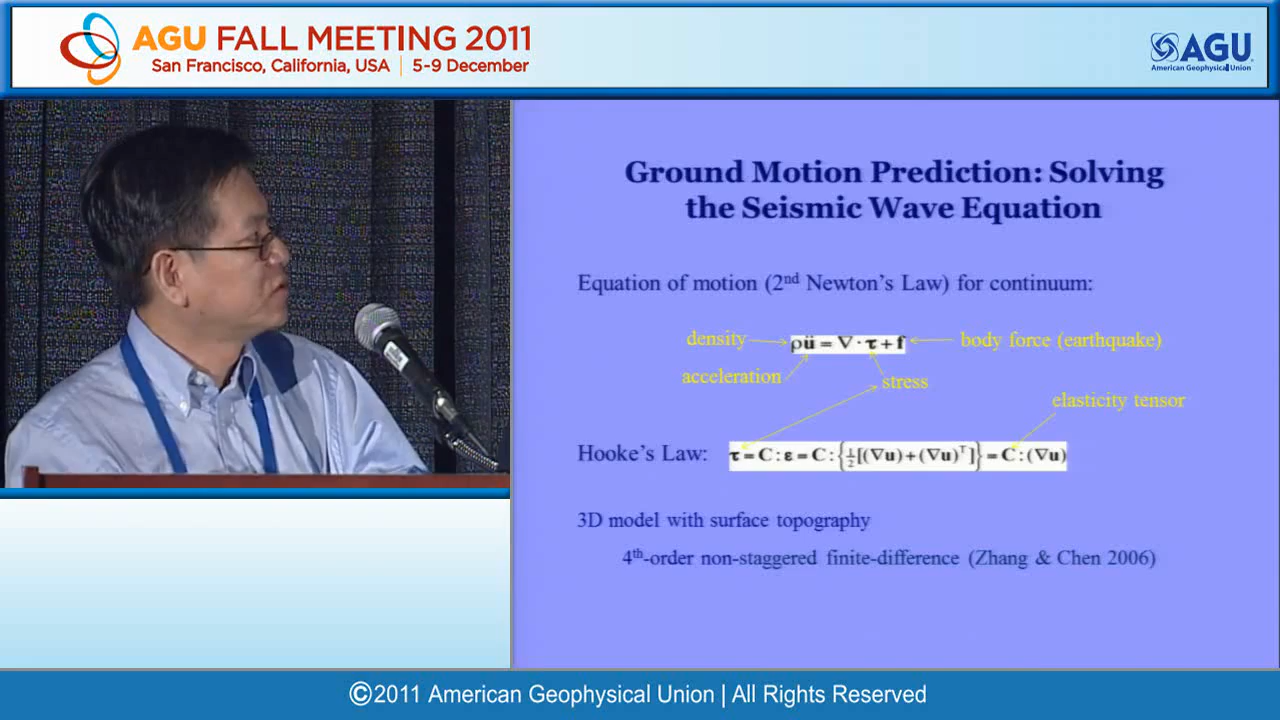 AGU FALL MEETING 2011
San Francisco, California, USA | 5-9 December
AGU
American Geophysical Union
Ground Motion Prediction: Solving
the Seismic Wave Equation
Equation of motion (2nd Newton's Law) for continuum:
density
ρü = ∇ · τ + f
body force (earthquake)
acceleration
stress
elasticity tensor
Hooke's Law: τ = C : ε = C : {½[(∇u) + (∇u)ᵀ]} = C : (∇u)
3D model with surface topography
4th-order non-staggered finite-difference (Zhang & Chen 2006)
©2011 American Geophysical Union | All Rights Reserved